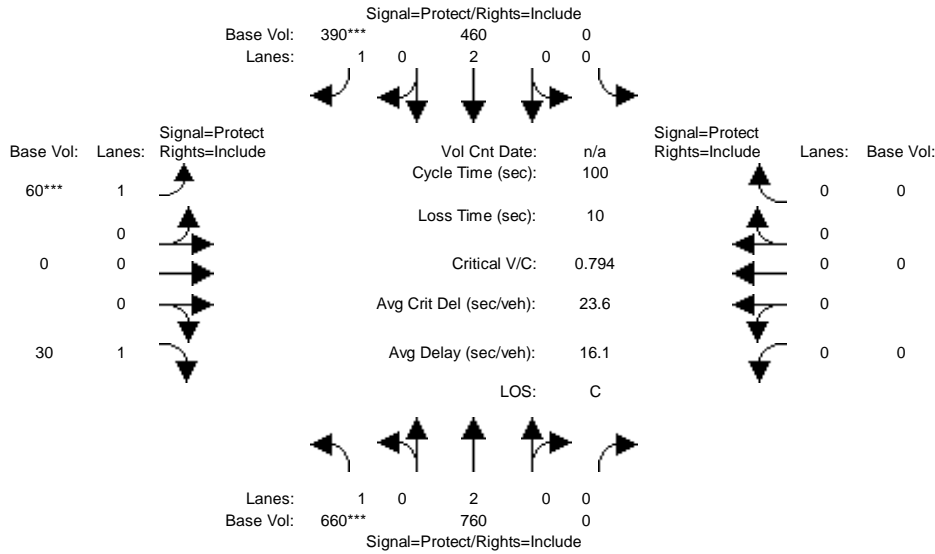 Signal=Protect/Rights=Include
Base Vol: 390*** 460 0
Lanes: 1 0 2 0 0
Signal=Protect
Rights=Include
Base Vol: Lanes:
60*** 1
0
0 0
0
30 1
Vol Cnt Date: n/a
Cycle Time (sec): 100
Loss Time (sec): 10
Critical V/C: 0.794
Avg Crit Del (sec/veh): 23.6
Avg Delay (sec/veh): 16.1
LOS: C
Signal=Protect
Rights=Include
Lanes: Base Vol:
0 0
0
0 0
0
0 0
Lanes: 1 0 2 0 0
Base Vol: 660*** 760 0
Signal=Protect/Rights=Include